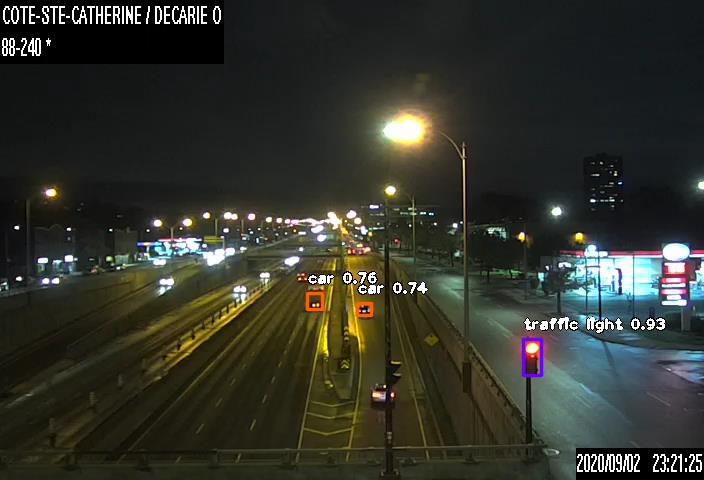 COTE-STE-CATHERINE / DECARIE O
88-240 *
car 0.76
car 0.74
traffic light 0.93
2020/09/02 23:21:25